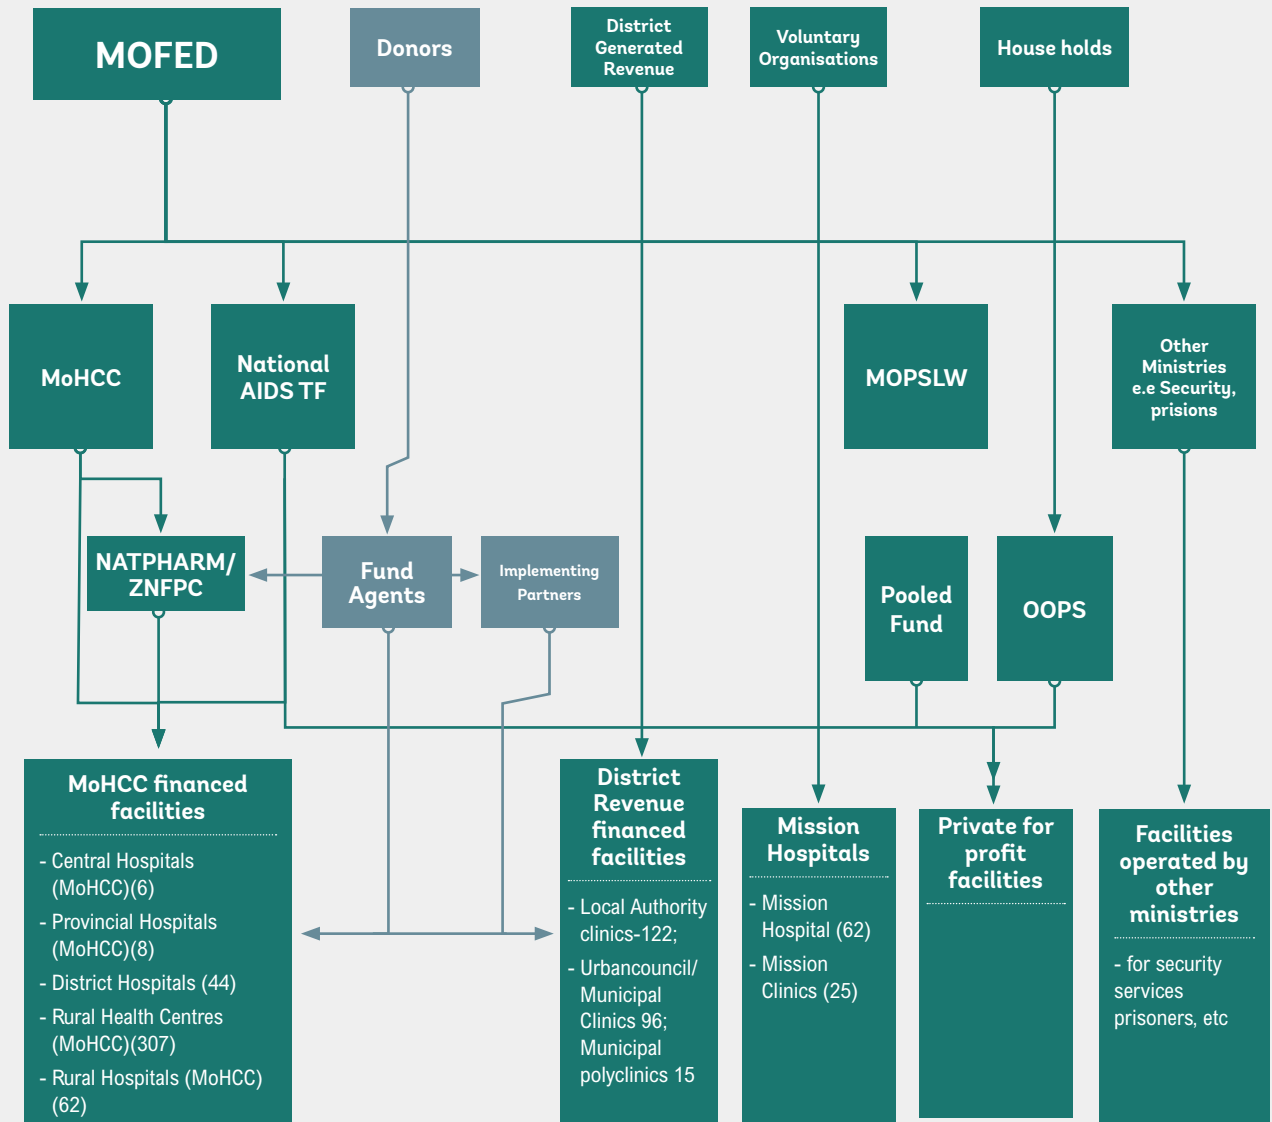 MOFED
Donors
District
Generated
Revenue
Voluntary
Organisations
House holds
MoHCC
National
AIDS TF
MOPSLW
Other
Ministries
e.e Security,
prisions
NATPHARM/
ZNFPC
Fund
Agents
Implementing
Partners
Pooled
Fund
OOPS
MoHCC financed
facilities
- Central Hospitals
(MoHCC)(6)
- Provincial Hospitals
(MoHCC)(8)
- District Hospitals (44)
- Rural Health Centres
(MoHCC)(307)
- Rural Hospitals (MoHCC)
(62)
District
Revenue
financed
facilities
- Local Authority
clinics-122;
- Urbancouncil/
Municipal
Clinics 96;
Municipal
polyclinics 15
Mission
Hospitals
- Mission
Hospital (62)
- Mission
Clinics (25)
Private for
profit
facilities
Facilities
operated by
other
ministries
- for security
services
prisoners, etc